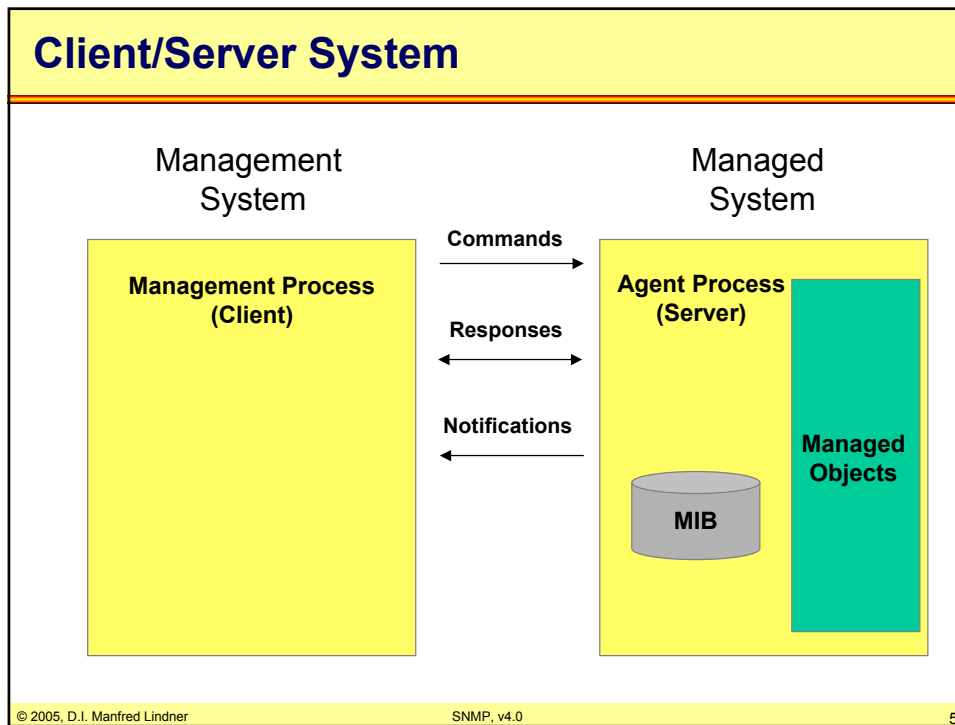 Client/Server System
Management
System
Managed
System
Commands
Management Process
(Client)
Agent Process
(Server)
Responses
Notifications
Managed
Objects
MIB
© 2005, D.I. Manfred Lindner
SNMP, v4.0
5